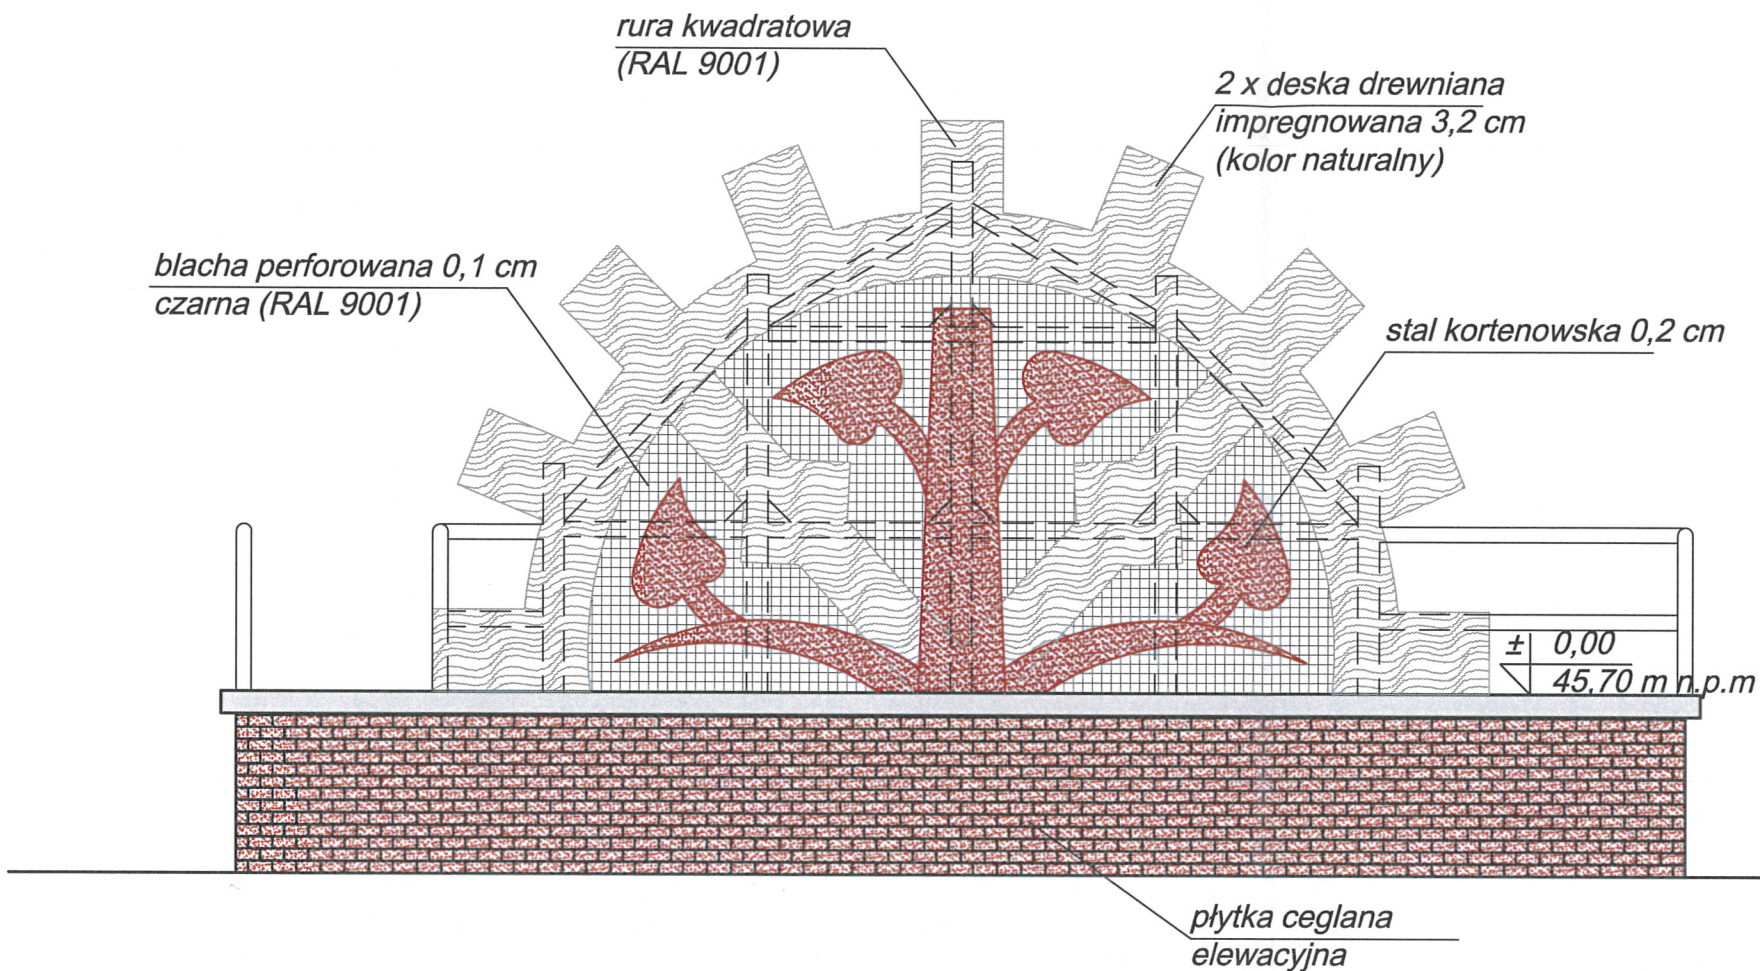 rura kwadratowa
(RAL 9001)
2 x deska drewniana
impregnowana 3,2 cm
(kolor naturalny)
blacha perforowana 0,1 cm
czarna (RAL 9001)
stal kortenowska 0,2 cm
± 0,00
45,70 m n.p.m
płytka ceglana
elewacyjna